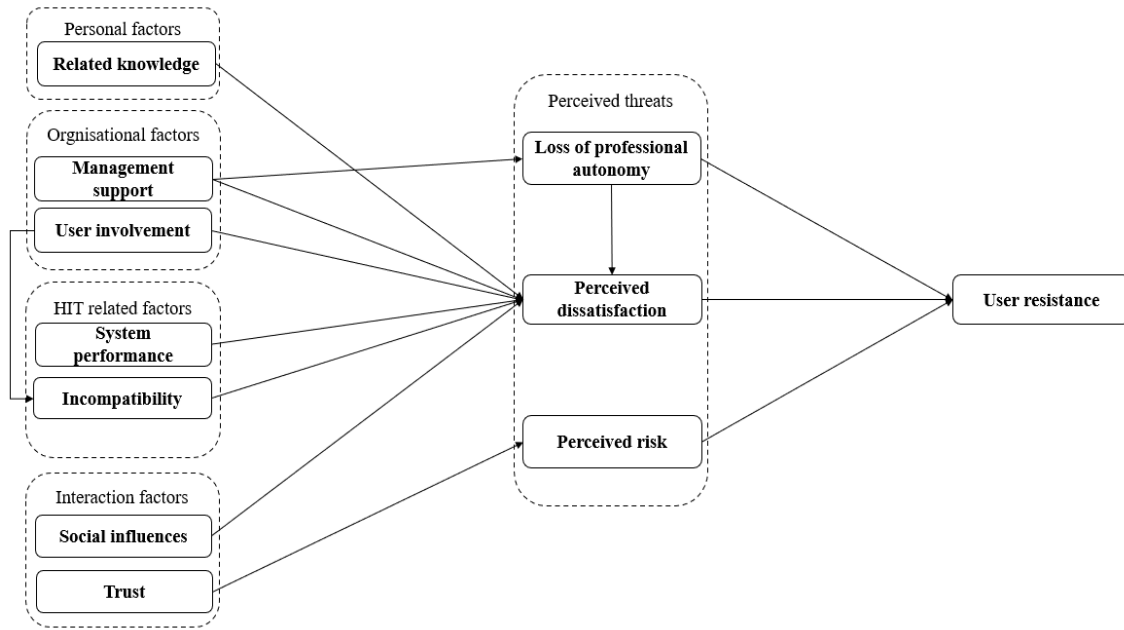 Personal factors
Related knowledge
Orgnisational factors
Management
support
User involvement
HIT related factors
System
performance
Incompatibility
Interaction factors
Social influences
Trust
Perceived threats
Loss of professional
autonomy
Perceived
dissatisfaction
Perceived risk
User resistance